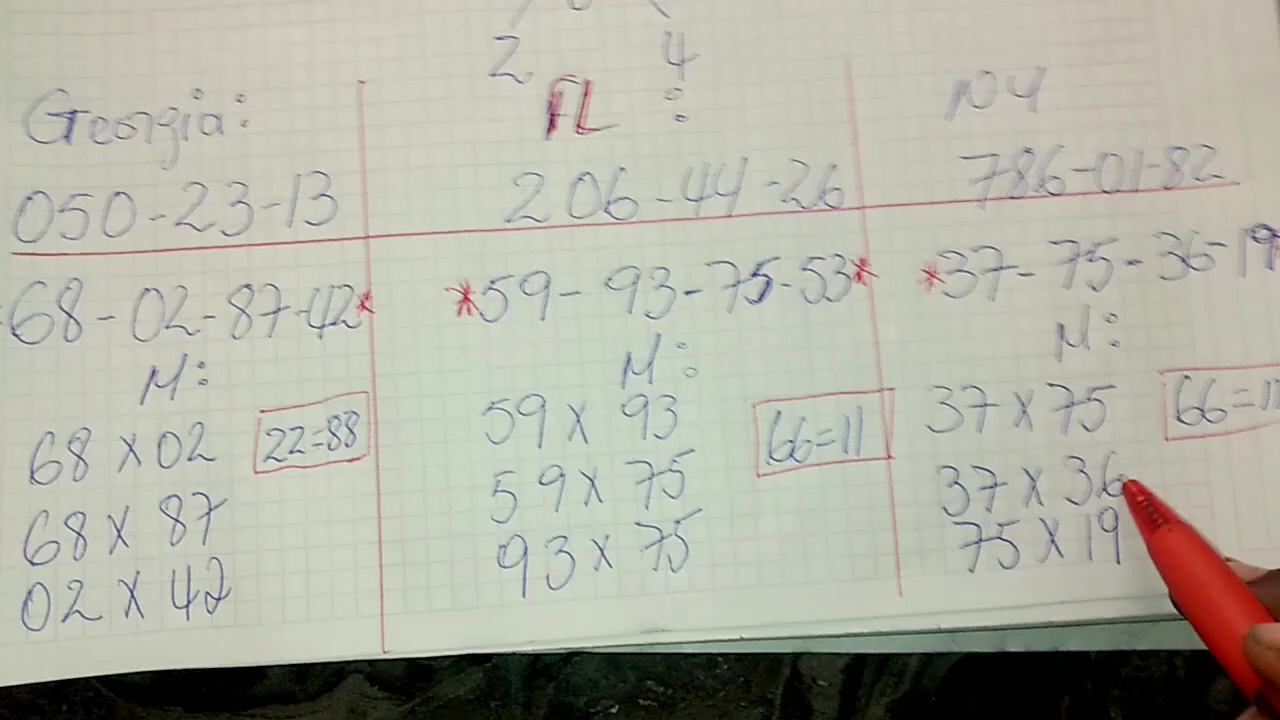 2 4
Georgia:
050-23-13
68-02-87-42*
M:
68 x 02 22=88
68 x 87
02 x 42
FL :
206-44-26
*59-93-75-53*
M:
59 x 93 66=11
59 x 75
93 x 75
NY
786-01-82
*37-75-36-19
M:
37 x 75 66=11
37 x 36
75 x 19